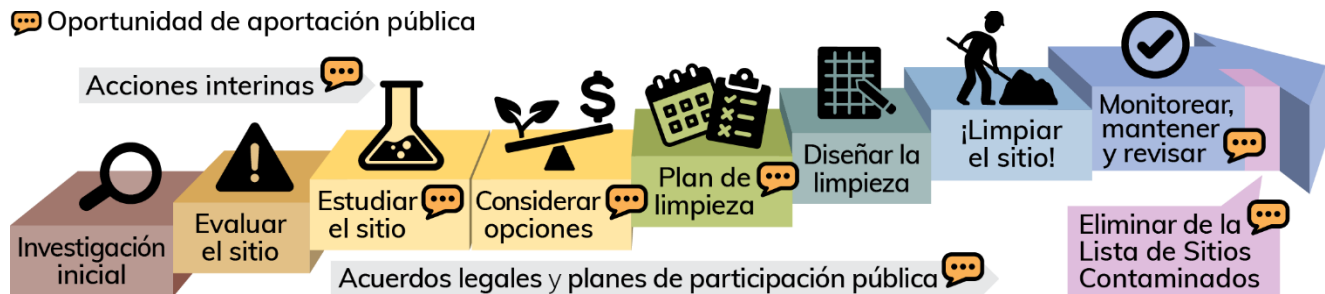 Oportunidad de aportación pública
Acciones interinas
Investigación
inicial
Evaluar
el sitio
Estudiar
el sitio
Considerar
opciones
Plan de
limpieza
Diseñar la
limpieza
¡Limpiar
el sitio!
Monitorear,
mantener
y revisar
Eliminar de la
Lista de Sitios
Contaminados
Acuerdos legales y planes de participación pública